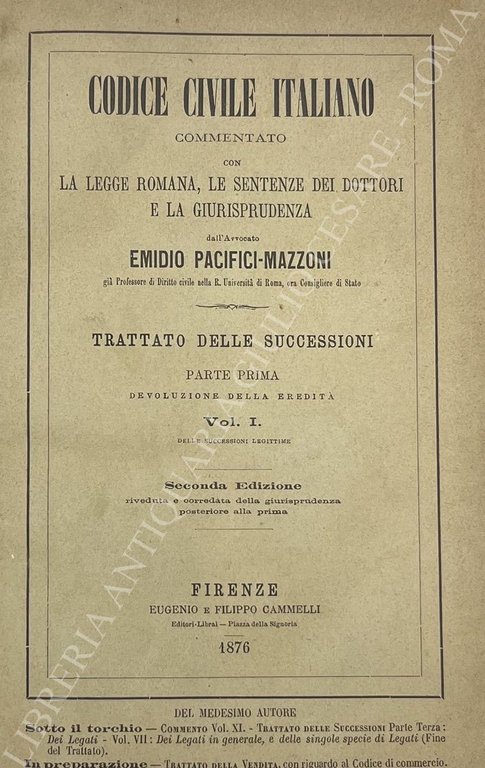 CODICE CIVILE ITALIANO
COMMENTATO
CON
LA LEGGE ROMANA, LE SENTENZE DEI DOTTORI
E LA GIURISPRUDENZA
dall'Avvocato
EMIDIO PACIFICI-MAZZONI
già Professore di Diritto civile nella R. Università di Roma, ora Consigliere di Stato
TRATTATO DELLE SUCCESSIONI
PARTE PRIMA
DEVOLUZIONE DELLA EREDITÀ
Vol. I.
DELLE SUCCESSIONI LEGITTIME
Seconda Edizione
riveduta e corredata della giurisprudenza
posteriore alla prima
FIRENZE
EUGENIO E FILIPPO CAMMELLI
Editori-Librai — Piazza della Signoria
1876
DEL MEDESIMO AUTORE
Sotto il torchio — COMMENTO VOL. XI. - TRATTATO DELLE SUCCESSIONI Parte Terza:
Dei Legati - Vol. VII: Dei Legati in generale, e delle singole specie di Legati (Fine
del Trattato).
In preparazione — TRATTATO DELLA VENDITA, con riguardo al Codice di commercio.
LIBRERIA ANTIQUARIA GIULIO CESARE - ROMA